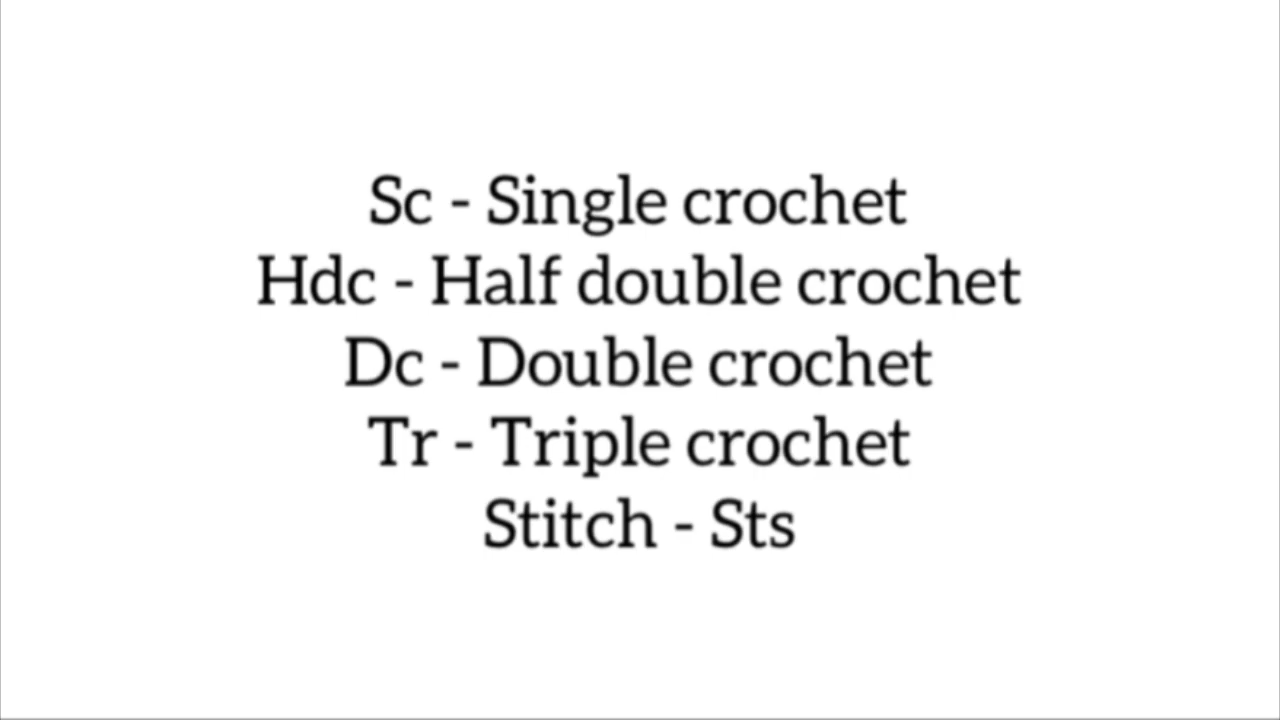 Sc - Single crochet
Hdc - Half double crochet
Dc - Double crochet
Tr - Triple crochet
Stitch - Sts